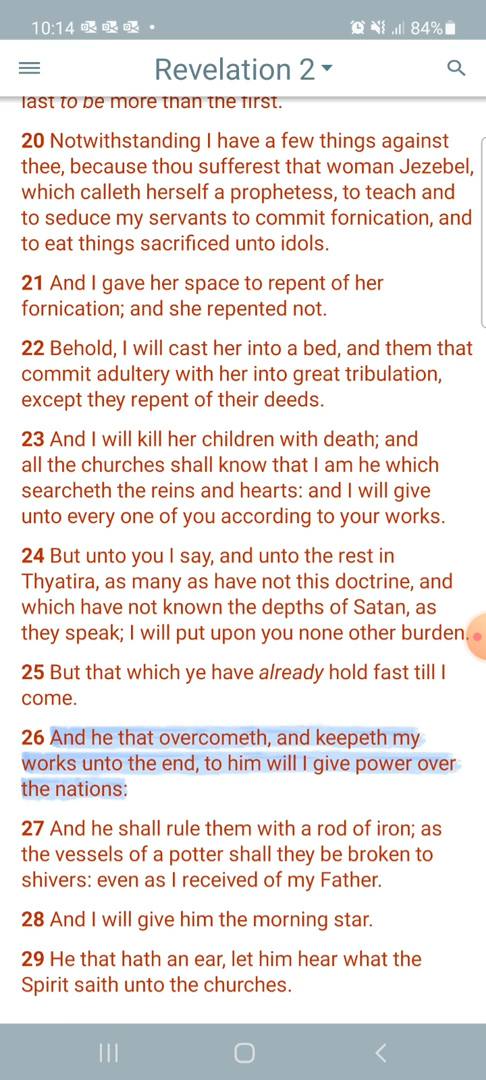 10:14
84%
Revelation 2
last to be more than the first.
20 Notwithstanding I have a few things against
thee, because thou sufferest that woman Jezebel,
which calleth herself a prophetess, to teach and
to seduce my servants to commit fornication, and
to eat things sacrificed unto idols.
21 And I gave her space to repent of her
fornication; and she repented not.
22 Behold, I will cast her into a bed, and them that
commit adultery with her into great tribulation,
except they repent of their deeds.
23 And I will kill her children with death; and
all the churches shall know that I am he which
searcheth the reins and hearts: and I will give
unto every one of you according to your works.
24 But unto you I say, and unto the rest in
Thyatira, as many as have not this doctrine, and
which have not known the depths of Satan, as
they speak; I will put upon you none other burden.
25 But that which ye have already hold fast till I
come.
26 And he that overcometh, and keepeth my
works unto the end, to him will I give power over
the nations:
27 And he shall rule them with a rod of iron; as
the vessels of a potter shall they be broken to
shivers: even as I received of my Father.
28 And I will give him the morning star.
29 He that hath an ear, let him hear what the
Spirit saith unto the churches.